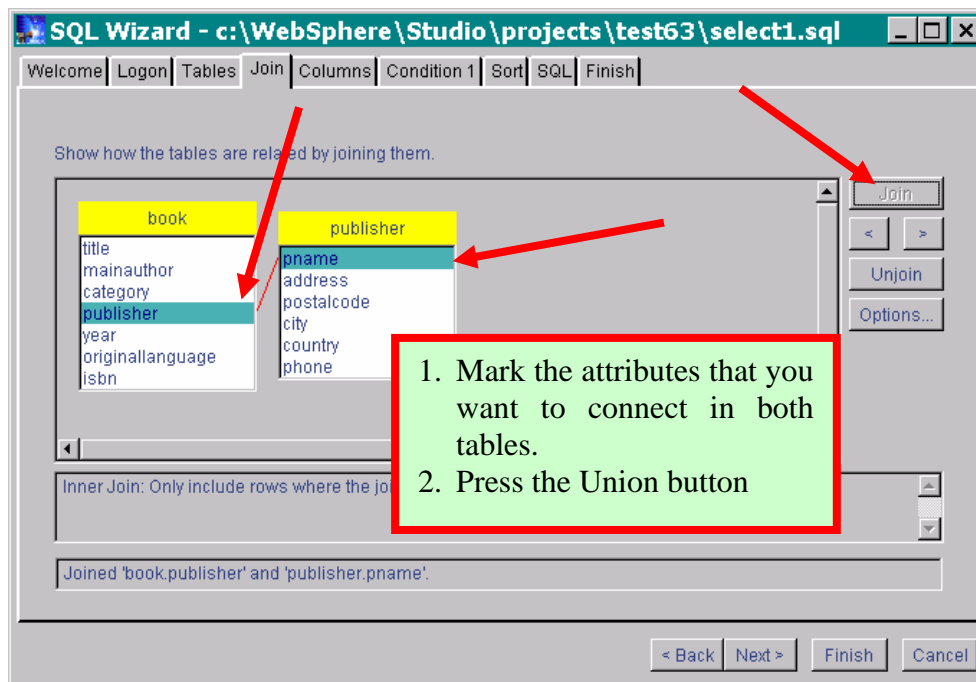 SQL Wizard - c:\WebSphere\Studio\projects\test63\select1.sql
Welcome Logon Tables Join Columns Condition 1 Sort SQL Finish
Show how the tables are related by joining them.
book
title
mainauthor
category
publisher
year
originallanguage
isbn
publisher
pname
address
postalcode
city
country
phone
Join
< >
Unjoin
Options...
1. Mark the attributes that you
want to connect in both
tables.
2. Press the Union button
Inner Join: Only include rows where the
Joined 'book.publisher' and 'publisher.pname'.
< Back Next > Finish Cancel